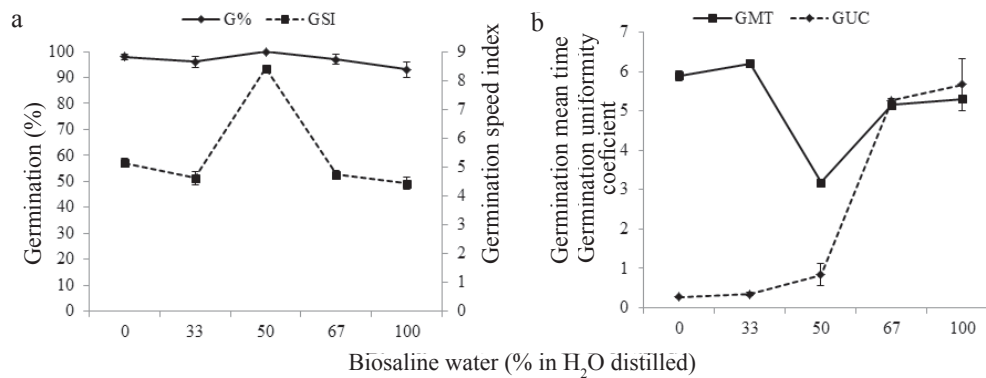 a
G% GSI
Germination (%)
100
90
80
70
60
50
40
30
20
10
0
9
8
7
6
5
4
3
2
1
0
Germination speed index
0 33 50 67 100
b
GMT GUC
Germination mean time
Germination uniformity
coeficient
7
6
5
4
3
2
1
0
0 33 50 67 100
Biosaline water (% in H₂O distilled)